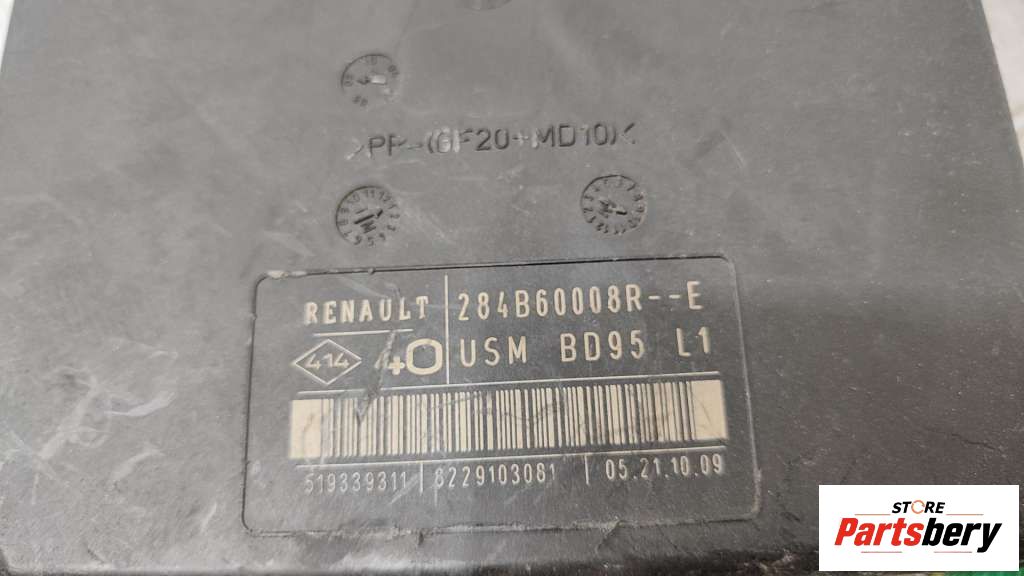 >PP-(GF20+MD10)<
RENAULT 284B60008R--E
414 40 USM BD95 L1
519339311 8229103081 05.21.10.09
STORE
Partsbery